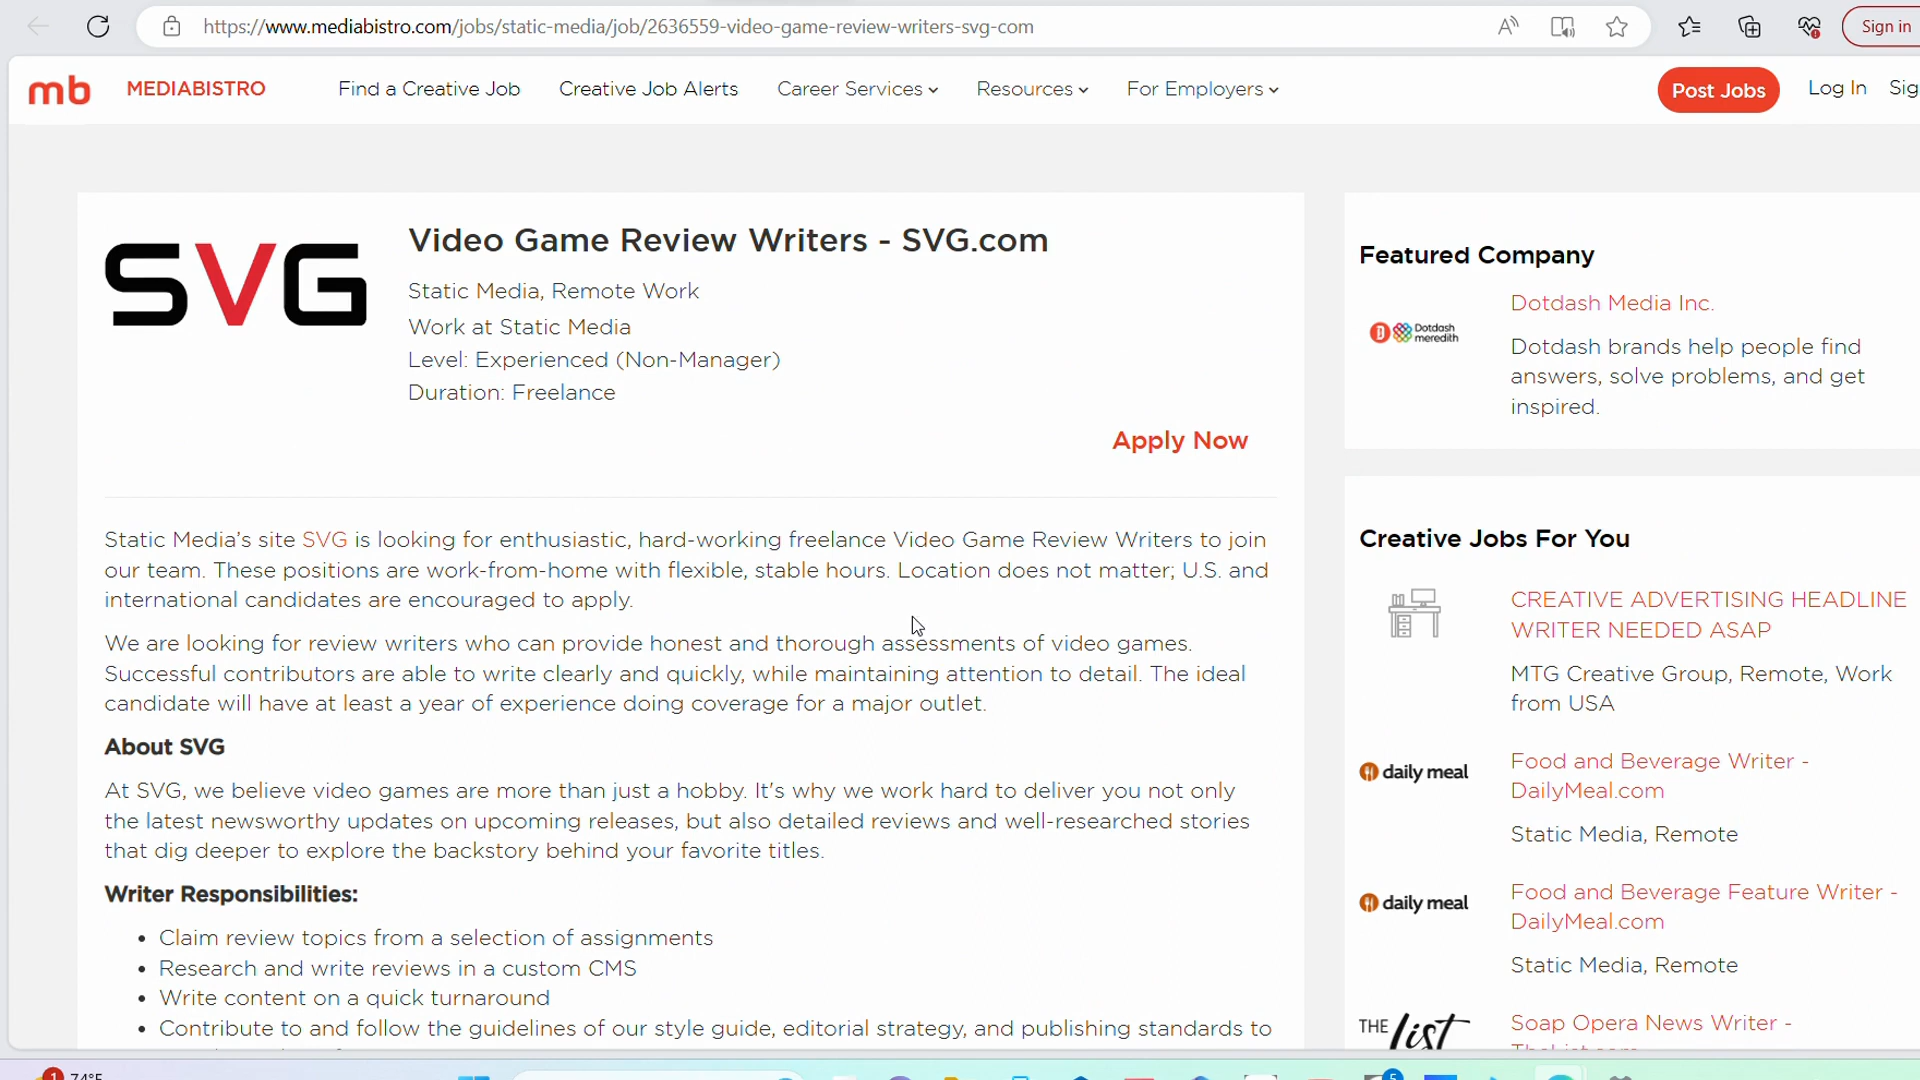 https://www.mediabistro.com/jobs/static-media/job/2636559-video-game-review-writers-svg-com
A
Sign in
mb
MEDIABISTRO
Find a Creative Job
Creative Job Alerts
Career Services
Resources
For Employers
Post Jobs
Log In
Sig
SVG
Video Game Review Writers - SVG.com
Static Media, Remote Work
Work at Static Media
Level: Experienced (Non-Manager)
Duration: Freelance
Apply Now
Static Media's site SVG is looking for enthusiastic, hard-working freelance Video Game Review Writers to join
our team. These positions are work-from-home with flexible, stable hours. Location does not matter; U.S. and
international candidates are encouraged to apply.
We are looking for review writers who can provide honest and thorough assessments of video games.
Successful contributors are able to write clearly and quickly, while maintaining attention to detail. The ideal
candidate will have at least a year of experience doing coverage for a major outlet.
About SVG
At SVG, we believe video games are more than just a hobby. It's why we work hard to deliver you not only
the latest newsworthy updates on upcoming releases, but also detailed reviews and well-researched stories
that dig deeper to explore the backstory behind your favorite titles.
Writer Responsibilities:
• Claim review topics from a selection of assignments
• Research and write reviews in a custom CMS
• Write content on a quick turnaround
• Contribute to and follow the guidelines of our style guide, editorial strategy, and publishing standards to
Featured Company
Dotdash
meredith
Dotdash Media Inc.
Dotdash brands help people find
answers, solve problems, and get
inspired.
Creative Jobs For You
CREATIVE ADVERTISING HEADLINE
WRITER NEEDED ASAP
MTG Creative Group, Remote, Work
from USA
daily meal
Food and Beverage Writer -
DailyMeal.com
Static Media, Remote
daily meal
Food and Beverage Feature Writer -
DailyMeal.com
Static Media, Remote
THE List
Soap Opera News Writer -
TheList.com
1
74°F
5